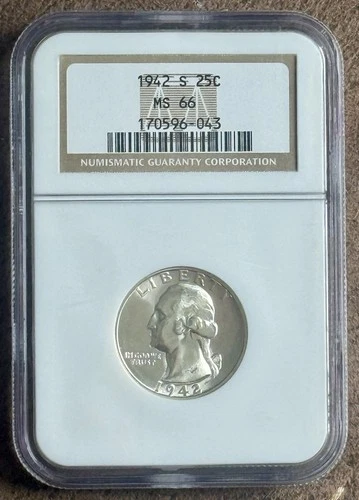 1942 S 25C
MS 66
170596-043
NUMISMATIC GUARANTY CORPORATION
LIBERTY
IN GOD WE
TRUST
1942